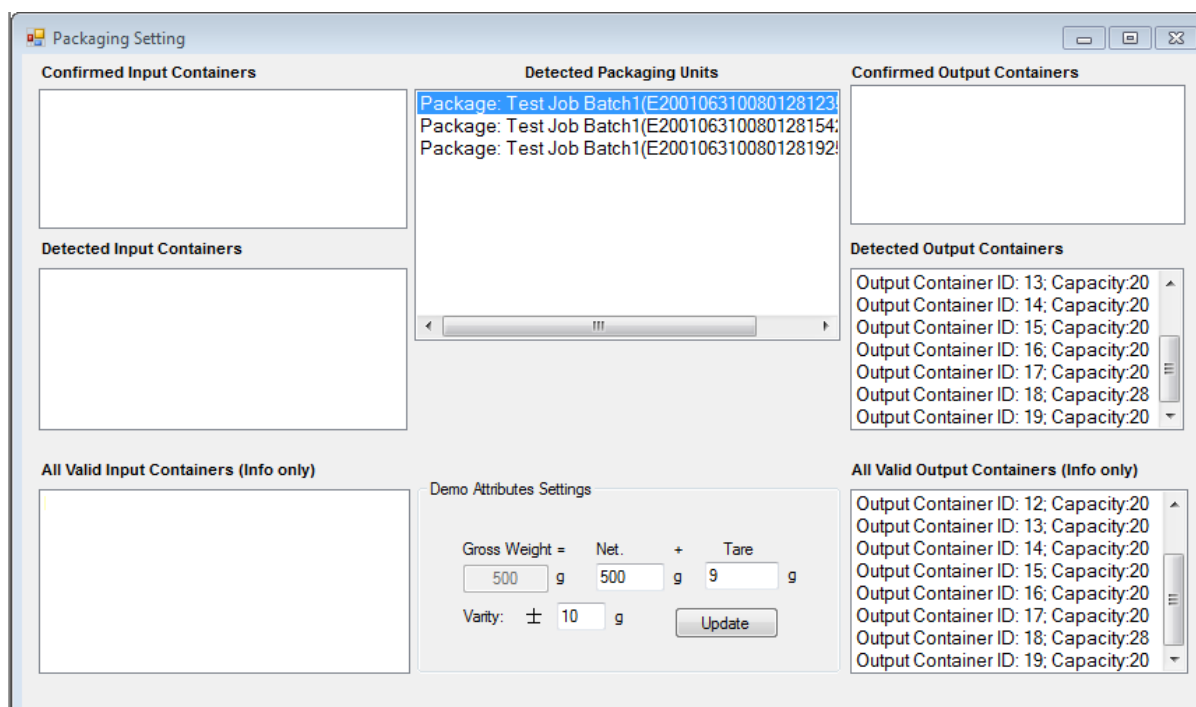 Packaging Setting
Confirmed Input Containers
Detected Packaging Units
Confirmed Output Containers
Package: Test Job Batch1(E2001063100801281235
Package: Test Job Batch1(E2001063100801281542
Package: Test Job Batch1(E2001063100801281925
Detected Input Containers
Detected Output Containers
Output Container ID: 13; Capacity:20
Output Container ID: 14; Capacity:20
Output Container ID: 15; Capacity:20
Output Container ID: 16; Capacity:20
Output Container ID: 17; Capacity:20
Output Container ID: 18; Capacity:28
Output Container ID: 19; Capacity:20
All Valid Input Containers (Info only)
Demo Attributes Settings
Gross Weight = Net. + Tare
500 g 500 g 9 g
Varity: ± 10 g Update
All Valid Output Containers (Info only)
Output Container ID: 12; Capacity:20
Output Container ID: 13; Capacity:20
Output Container ID: 14; Capacity:20
Output Container ID: 15; Capacity:20
Output Container ID: 16; Capacity:20
Output Container ID: 17; Capacity:20
Output Container ID: 18; Capacity:28
Output Container ID: 19; Capacity:20